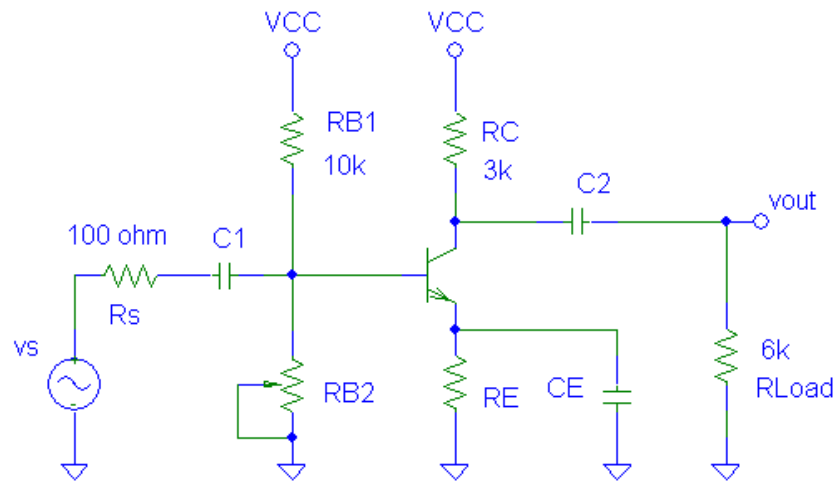 VCC
VCC
RB1
10k
RC
3k
C2
vout
100 ohm
C1
Rs
vs
RB2
RE
CE
6k
RLoad